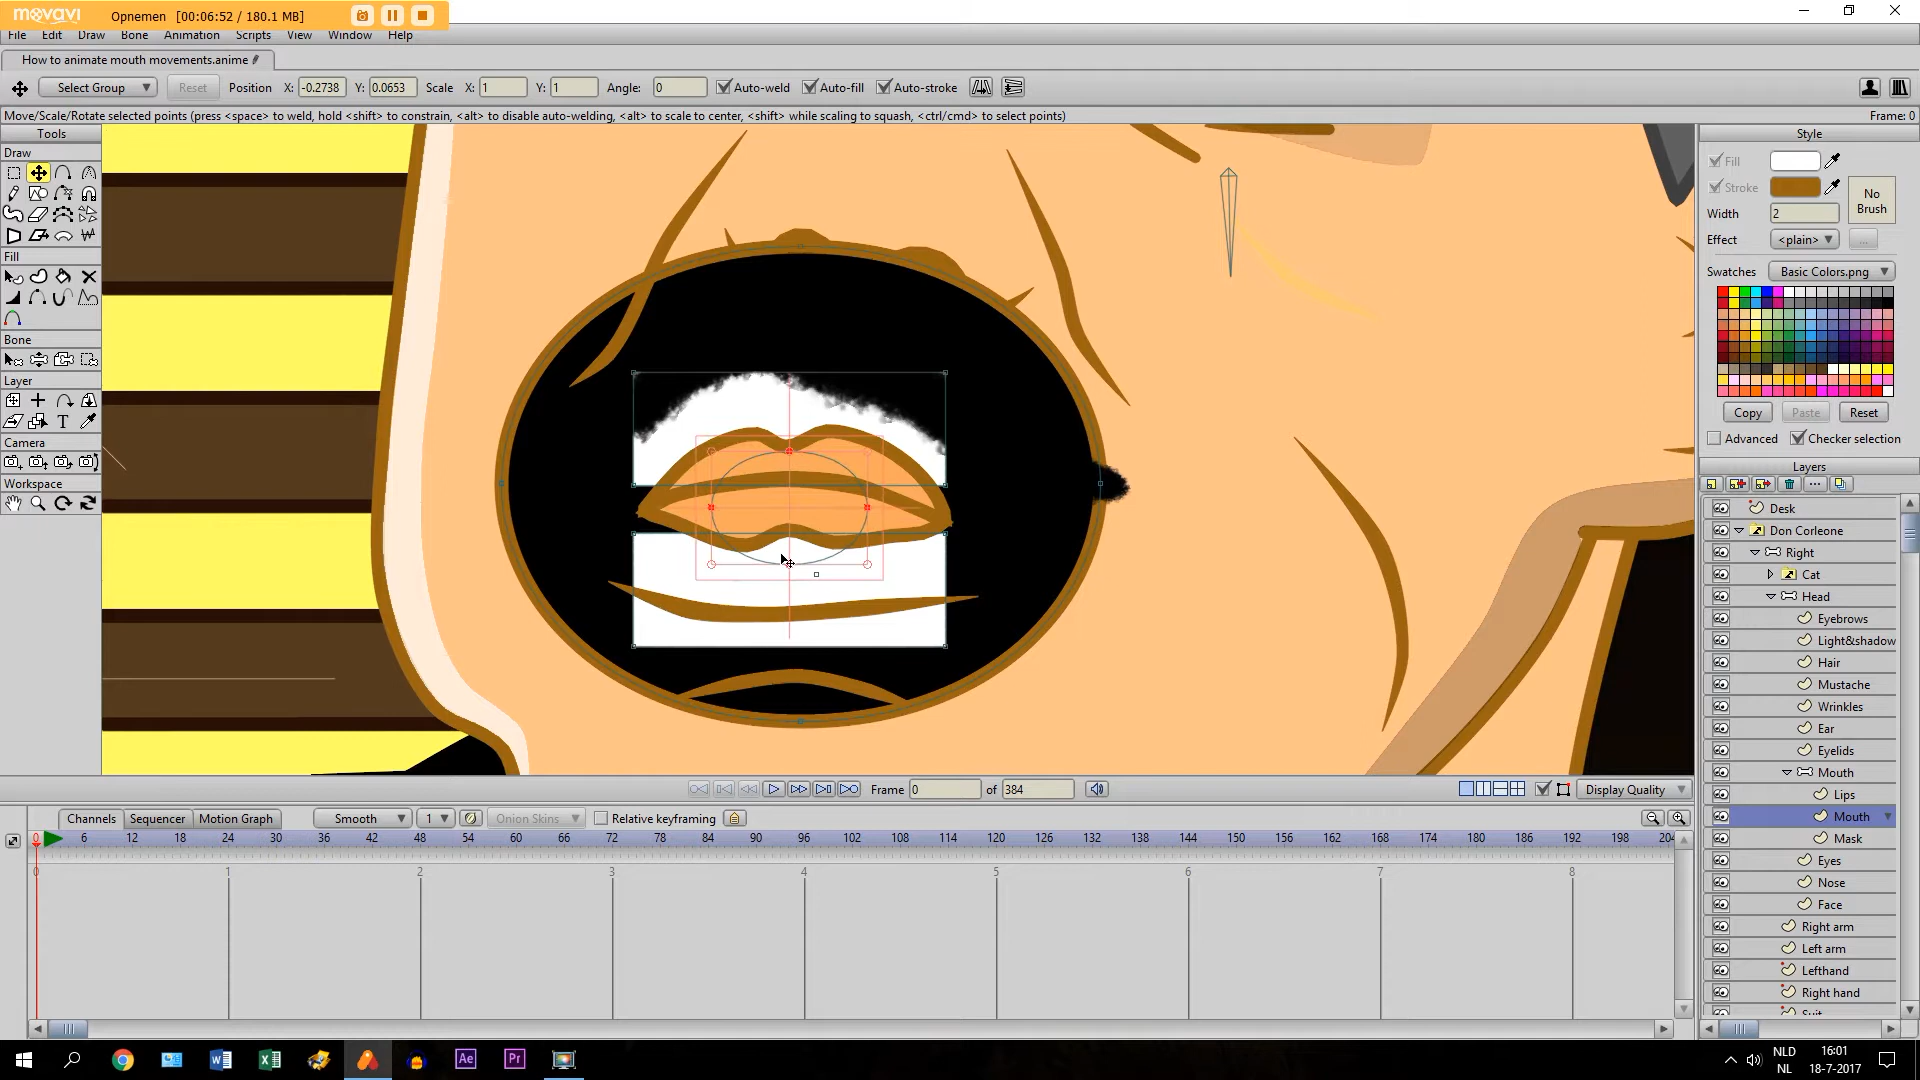 movavi
Opnemen [00:06:52 / 180.1 MB]
File Edit Draw Bone Animation Scripts View Window Help
How to animate mouth movements.anime
Select Group Reset Position X: -0.2738 Y: 0.0653 Scale X: 1 Y: 1 Angle: 0 Auto-weld Auto-fill Auto-stroke
Move/Scale/Rotate selected points (press <space> to weld, hold <shift> to constrain, <alt> to disable auto-welding, <alt> to scale to center, <shift> while scaling to squash, <ctrl/cmd> to select points) Frame: 0
Tools
Draw
Fill
Bone
Layer
Camera
Workspace
Style
Fill
Stroke
No Brush
Width 2
Effect <plain> ...
Swatches Basic Colors.png
Copy Paste Reset
Advanced Checker selection
Layers
Desk
Don Corleone
Right
Cat
Head
Eyebrows
Light&shadow
Hair
Mustache
Wrinkles
Ear
Eyelids
Mouth
Lips
Mouth
Mask
Eyes
Nose
Face
Right arm
Left arm
Lefthand
Right hand
Suit
Frame 0 of 384 Display Quality
Channels Sequencer Motion Graph Smooth 1 Onion Skins Relative keyframing
0 6 12 18 24 30 36 42 48 54 60 66 72 78 84 90 96 102 108 114 120 126 132 138 144 150 156 162 168 174 180 186 192 198 204
0 1 2 3 4 5 6 7 8
Ae Pr
NLD
NL
16:01
18-7-2017